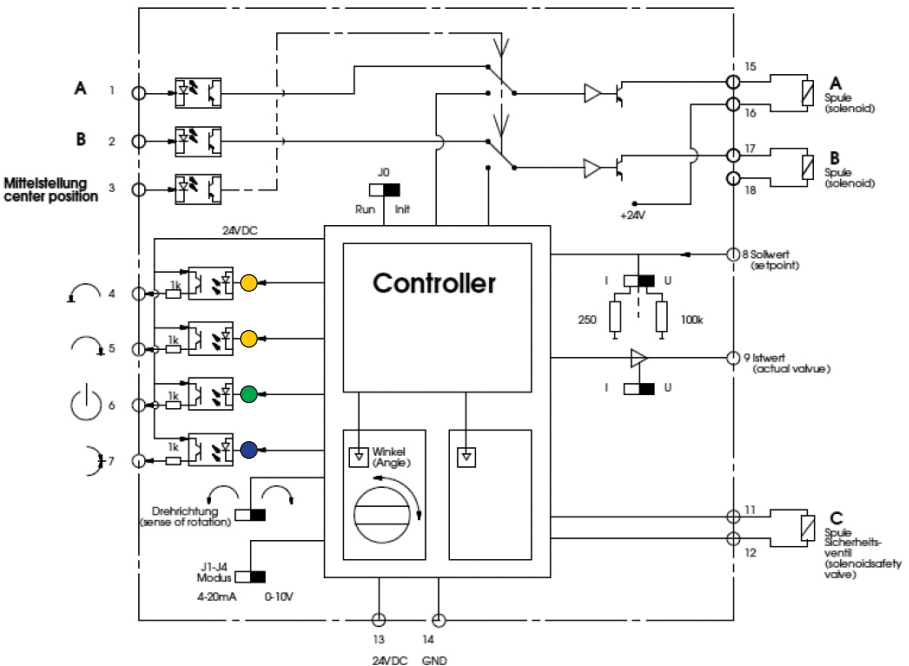 A 1
B 2
Mittelstellung
center position
3
J0
Run Init
24VDC
1k
4
1k
5
1k
6
1k
7
Drehrichtung
(sense of rotation)
J1-J4
Modus
4-20mA 0-10V
Controller
Winkel
(Angle)
13 14
24VDC GND
15
A
Spule
(solenoid)
16
17
B
Spule
(solenoid)
18
+24V
8 Sollwert
(setpoint)
I U
250 100k
9 Istwert
(actual valvue)
I U
11
C
Spule
Sicherheits-
ventil
(solenoidsafety
valve)
12